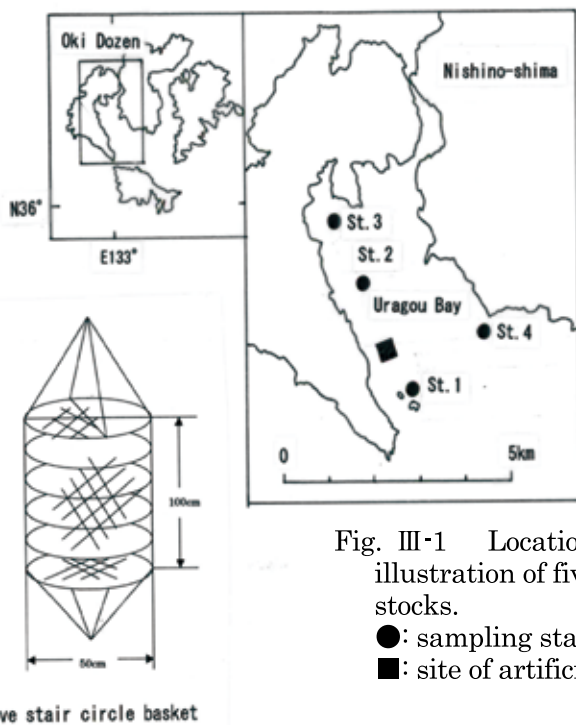 Oki Dozen
Nishino-shima
N36°
E133°
St. 3
St. 2
Uragou Bay
St. 4
St. 1
0 5km
100cm
50cm
ve stair circle basket
Fig. Ⅲ-1 Locatio
illustration of fiv
stocks.
●: sampling sta
■: site of artific